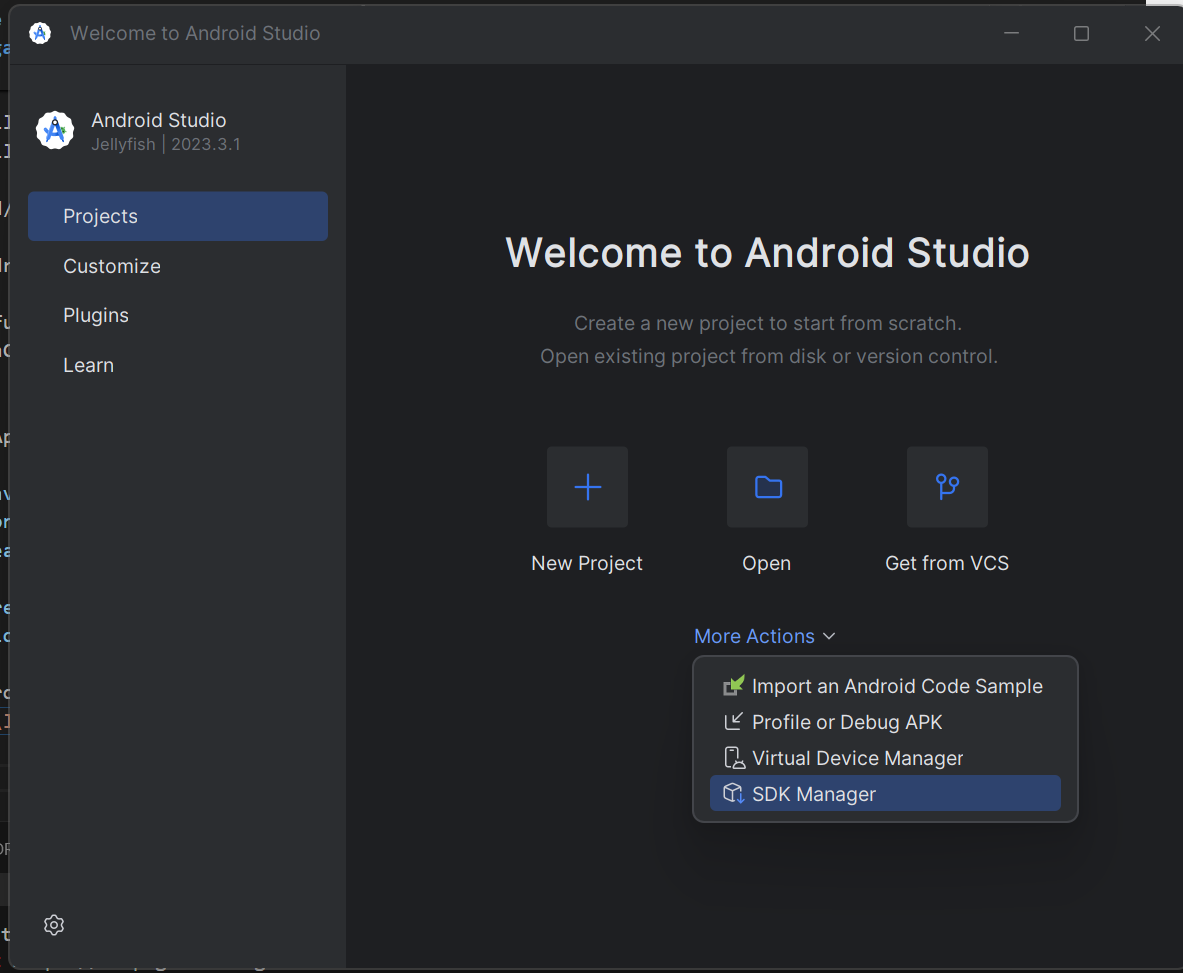 Welcome to Android Studio
Android Studio
Jellyfish | 2023.3.1
Projects
Customize
Plugins
Learn
Welcome to Android Studio
Create a new project to start from scratch.
Open existing project from disk or version control.
New Project
Open
Get from VCS
More Actions
Import an Android Code Sample
Profile or Debug APK
Virtual Device Manager
SDK Manager